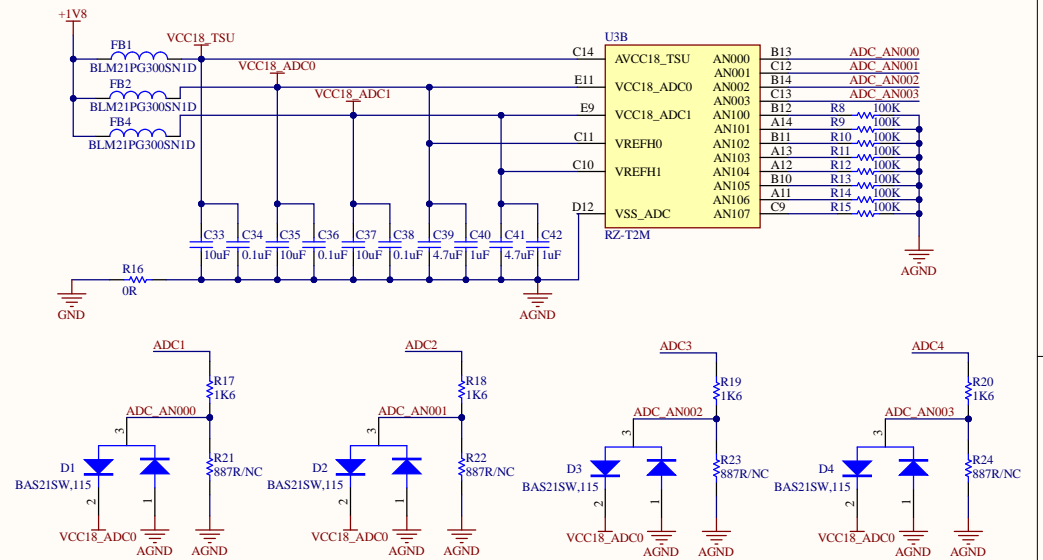 +1V8
FB1
BLM21PG300SN1D
FB2
BLM21PG300SN1D
FB4
BLM21PG300SN1D
VCC18_TSU
VCC18_ADC0
VCC18_ADC1
U3B
C14 AVCC18_TSU AN000 B13 ADC_AN000
AN001 C12 ADC_AN001
E11 VCC18_ADC0 AN002 B14 ADC_AN002
AN003 C13 ADC_AN003
E9 VCC18_ADC1 AN100 B12 R8 100K
AN101 A14 R9 100K
C11 VREFH0 AN102 B11 R10 100K
AN103 A13 R11 100K
C10 VREFH1 AN104 A12 R12 100K
AN105 B10 R13 100K
AN106 A11 R14 100K
D12 VSS_ADC AN107 C9 R15 100K
RZ-T2M
AGND
C33 C34 C35 C36 C37 C38 C39 C40 C41 C42
10uF 0.1uF 10uF 0.1uF 10uF 0.1uF 4.7uF 1uF 4.7uF 1uF
R16
0R
GND
AGND
ADC1
R17
1K6
ADC_AN000
3
D1
BAS21SW,115
R21
887R/NC
2
1
VCC18_ADC0
AGND
AGND
ADC2
R18
1K6
ADC_AN001
3
D2
BAS21SW,115
R22
887R/NC
2
1
VCC18_ADC0
AGND
AGND
ADC3
R19
1K6
ADC_AN002
3
D3
BAS21SW,115
R23
887R/NC
2
1
VCC18_ADC0
AGND
AGND
ADC4
R20
1K6
ADC_AN003
3
D4
BAS21SW,115
R24
887R/NC
2
1
VCC18_ADC0
AGND
AGND